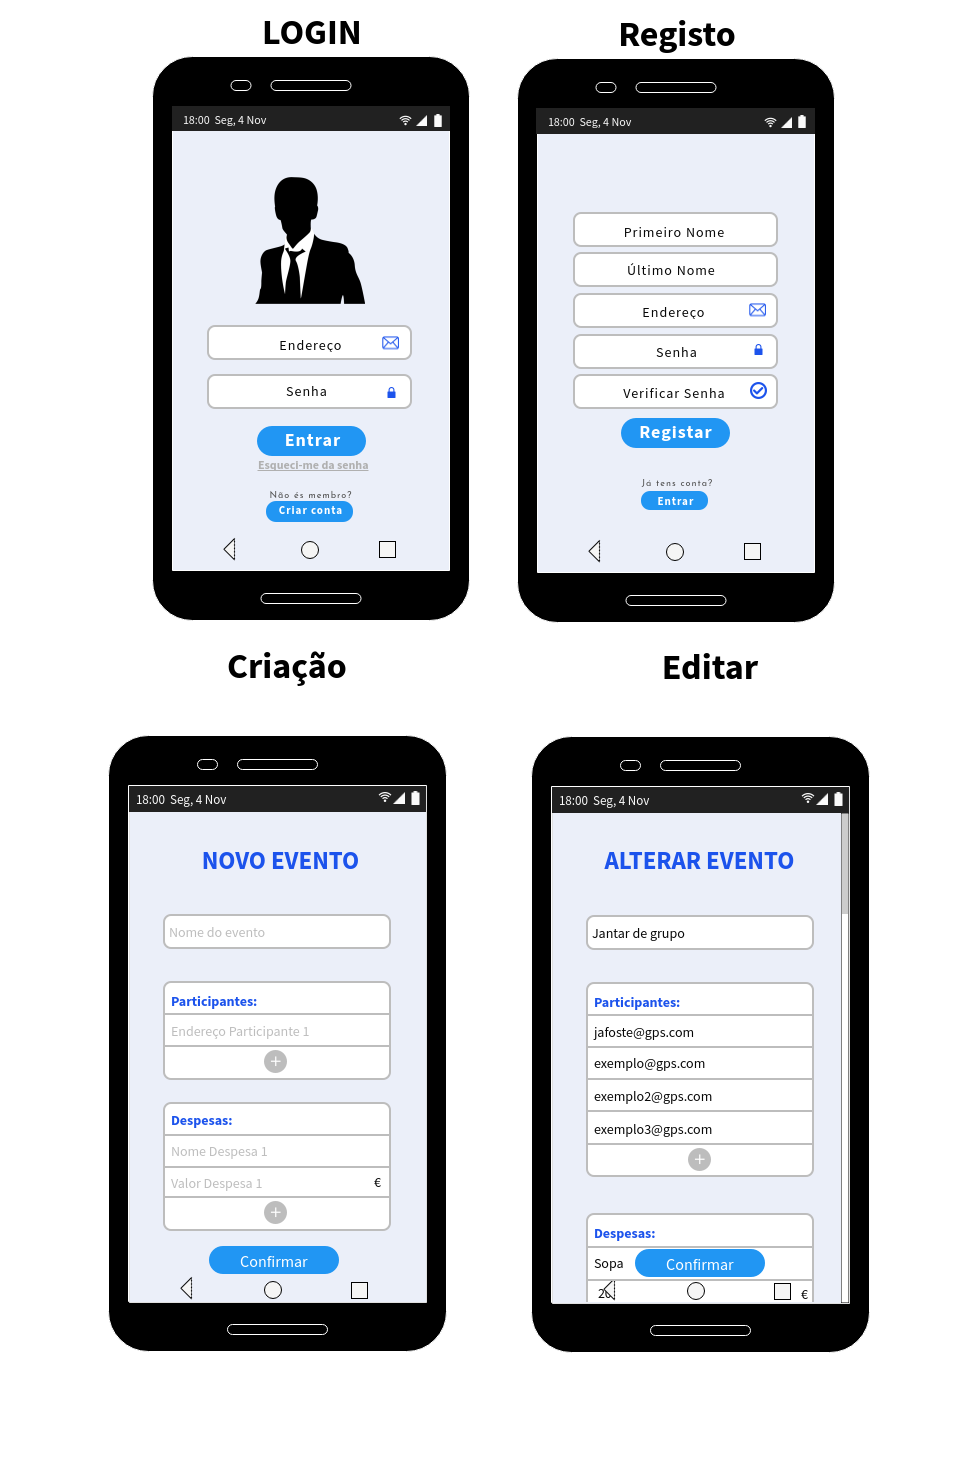 LOGIN
18:00 Seg, 4 Nov
Endereço
Senha
Entrar
Esqueci-me da senha
Não és membro?
Criar conta
Registo
18:00 Seg, 4 Nov
Primeiro Nome
Último Nome
Endereço
Senha
Verificar Senha
Registar
Já tens conta?
Entrar
Criação
18:00 Seg, 4 Nov
NOVO EVENTO
Nome do evento
Participantes:
Endereço Participante 1
+
Despesas:
Nome Despesa 1
Valor Despesa 1 €
+
Confirmar
Editar
18:00 Seg, 4 Nov
ALTERAR EVENTO
Jantar de grupo
Participantes:
jafoste@gps.com
exemplo@gps.com
exemplo2@gps.com
exemplo3@gps.com
+
Despesas:
Sopa
Confirmar
€